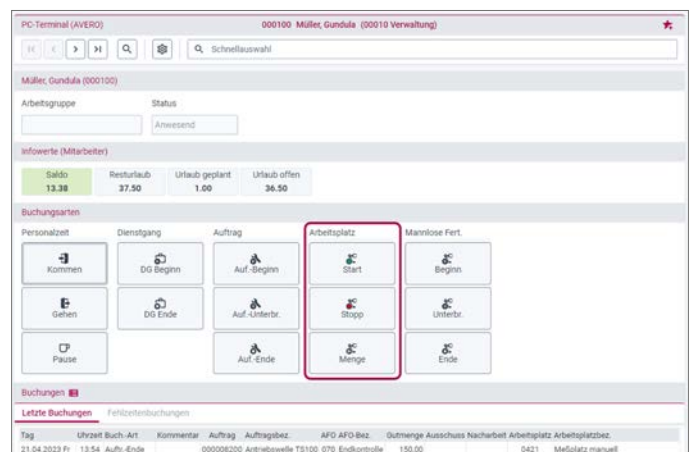 PC-Terminal (AVERO) 000100 Müller, Gundula (00010 Verwaltung)
Schnellauswahl
Müller, Gundula (000100)
Arbeitsgruppe Status
Anwesend
Infowerte (Mitarbeiter)
Saldo Resturlaub Urlaub geplant Urlaub offen
13.38 37.50 1.00 36.50
Buchungsarten
Personalzeit Dienstgang Auftrag Arbeitsplatz Mannlose Fert.
Kommen DG Beginn Auf.-Beginn Start Beginn
Gehen DG Ende Auf.-Unterbr. Stopp Unterbr.
Pause Auf.-Ende Menge Ende
Buchungen
Letzte Buchungen Fehlzeitenbuchungen
Tag Uhrzeit Buch.-Art Kommentar Auftrag Auftragsbez. AFO AFO-Bez. Gutmenge Ausschuss Nacharbeit Arbeitsplatz Arbeitsplatzbez.
21.04.2023 Fr 13:54 Auftr.-Ende 000008200 Antriebswelle TS100 070 Endkontrolle 150.00 0421 Meßplatz manuell